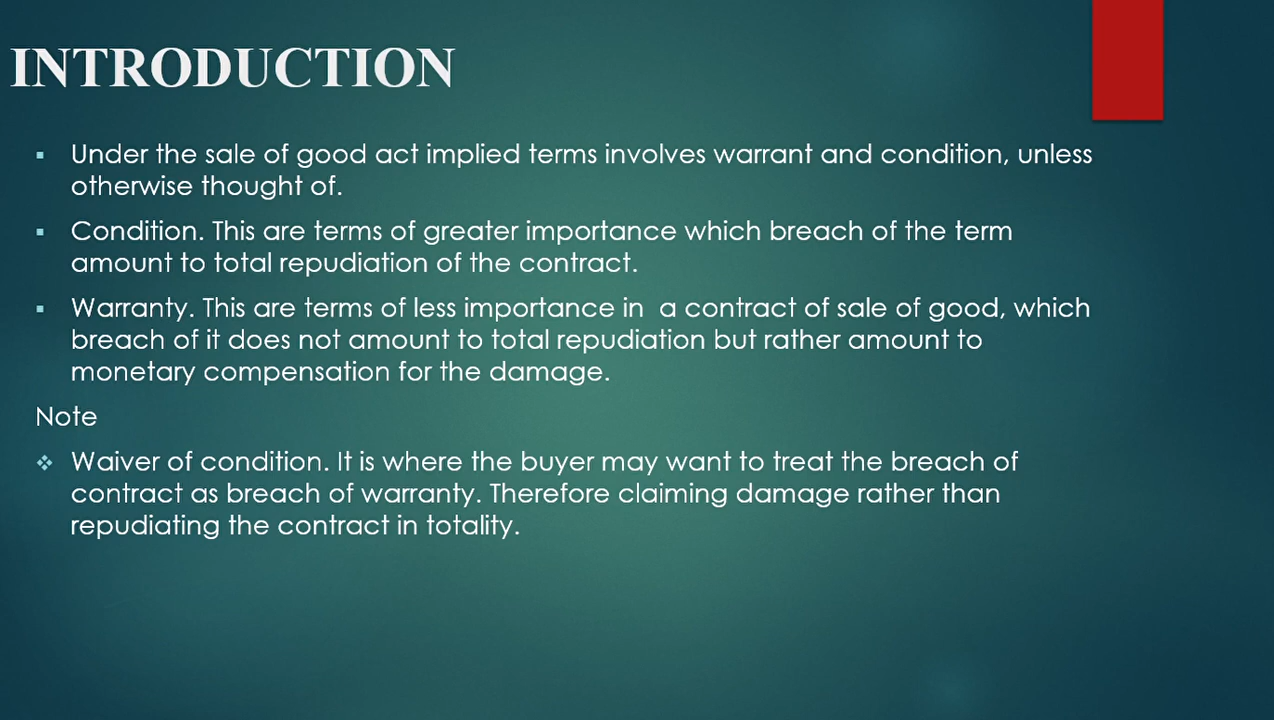 INTRODUCTION
▪ Under the sale of good act implied terms involves warrant and condition, unless
otherwise thought of.
▪ Condition. This are terms of greater importance which breach of the term
amount to total repudiation of the contract.
▪ Warranty. This are terms of less importance in  a contract of sale of good, which
breach of it does not amount to total repudiation but rather amount to
monetary compensation for the damage.
Note
❖ Waiver of condition. It is where the buyer may want to treat the breach of
contract as breach of warranty. Therefore claiming damage rather than
repudiating the contract in totality.